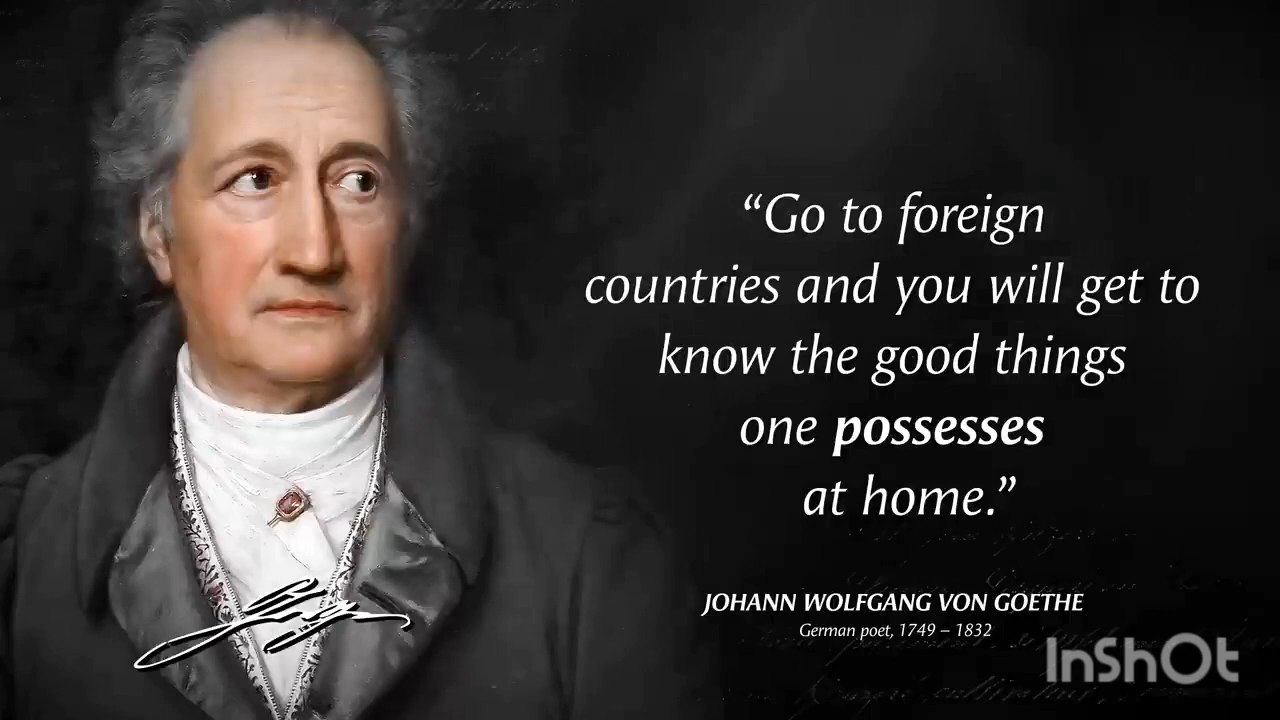 “Go to foreign
countries and you will get to
know the good things
one possesses
at home.”
JOHANN WOLFGANG VON GOETHE
German poet, 1749 – 1832
InShOt